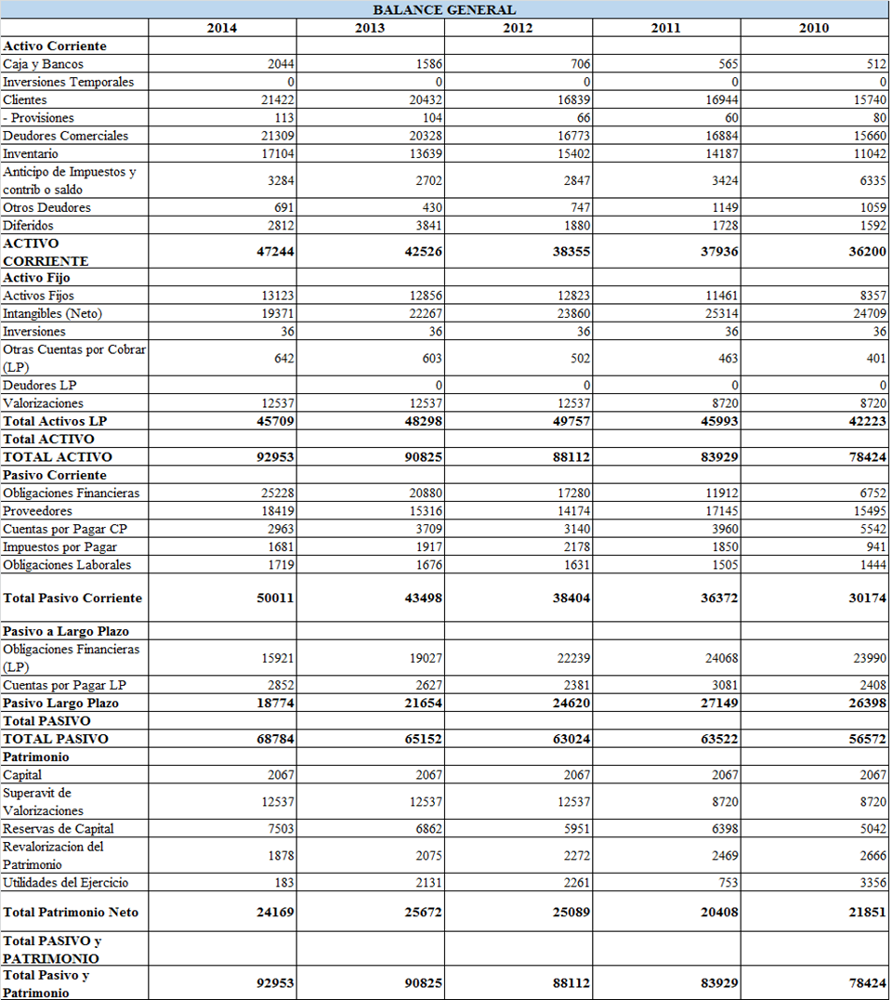 BALANCE GENERAL
2014 2013 2012 2011 2010
Activo Corriente
Caja y Bancos 2044 1586 706 565 512
Inversiones Temporales 0 0 0 0 0
Clientes 21422 20432 16839 16944 15740
- Provisiones 113 104 66 60 80
Deudores Comerciales 21309 20328 16773 16884 15660
Inventario 17104 13639 15402 14187 11042
Anticipo de Impuestos y
contrib o saldo 3284 2702 2847 3424 6335
Otros Deudores 691 430 747 1149 1059
Diferidos 2812 3841 1880 1728 1592
ACTIVO
CORRIENTE 47244 42526 38355 37936 36200
Activo Fijo
Activos Fijos 13123 12856 12823 11461 8357
Intangibles (Neto) 19371 22267 23860 25314 24709
Inversiones 36 36 36 36 36
Otras Cuentas por Cobrar
(LP) 642 603 502 463 401
Deudores LP 0 0 0 0
Valorizaciones 12537 12537 12537 8720 8720
Total Activos LP 45709 48298 49757 45993 42223
Total ACTIVO
TOTAL ACTIVO 92953 90825 88112 83929 78424
Pasivo Corriente
Obligaciones Financieras 25228 20880 17280 11912 6752
Proveedores 18419 15316 14174 17145 15495
Cuentas por Pagar CP 2963 3709 3140 3960 5542
Impuestos por Pagar 1681 1917 2178 1850 941
Obligaciones Laborales 1719 1676 1631 1505 1444
Total Pasivo Corriente 50011 43498 38404 36372 30174
Pasivo a Largo Plazo
Obligaciones Financieras
(LP) 15921 19027 22239 24068 23990
Cuentas por Pagar LP 2852 2627 2381 3081 2408
Pasivo Largo Plazo 18774 21654 24620 27149 26398
Total PASIVO
TOTAL PASIVO 68784 65152 63024 63522 56572
Patrimonio
Capital 2067 2067 2067 2067 2067
Superavit de
Valorizaciones 12537 12537 12537 8720 8720
Reservas de Capital 7503 6862 5951 6398 5042
Revalorizacion del
Patrimonio 1878 2075 2272 2469 2666
Utilidades del Ejercicio 183 2131 2261 753 3356
Total Patrimonio Neto 24169 25672 25089 20408 21851
Total PASIVO y
PATRIMONIO
Total Pasivo y
Patrimonio 92953 90825 88112 83929 78424